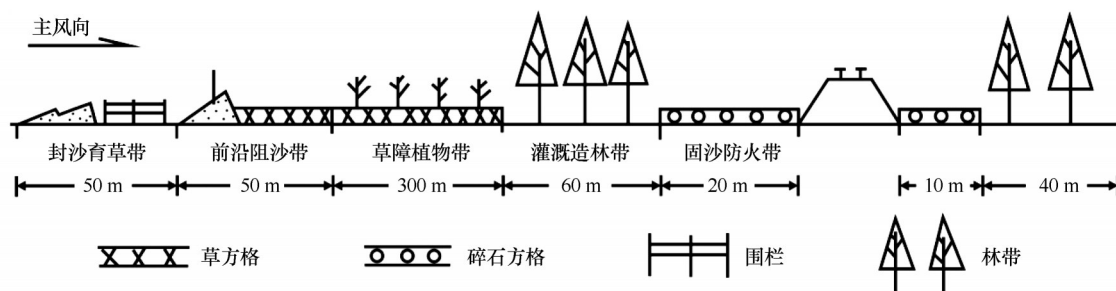 主风向
封沙育草带 前沿阻沙带 草障植物带 灌溉造林带 固沙防火带
50 m 50 m 300 m 60 m 20 m 10 m 40 m
草方格 碎石方格 围栏 林带